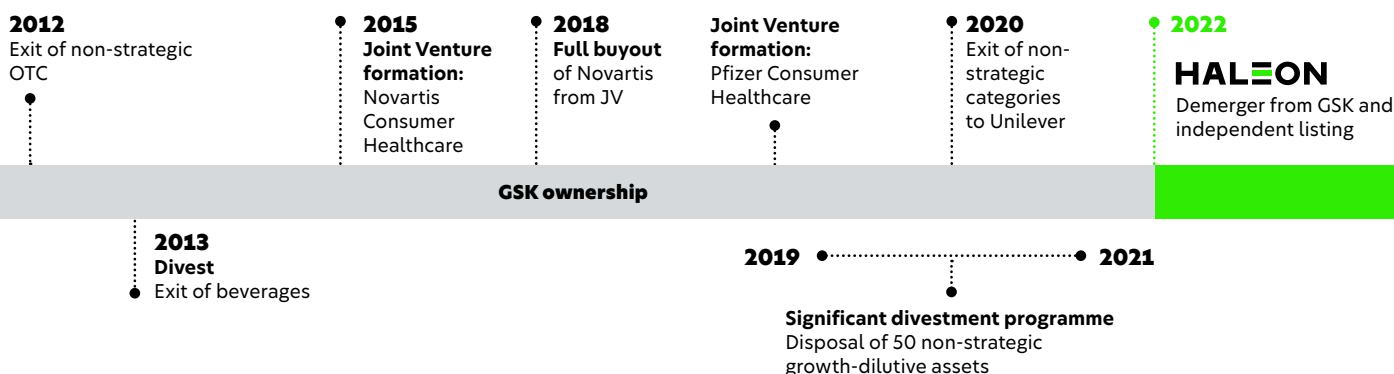 2012
Exit of non-strategic
OTC
2015
Joint Venture
formation:
Novartis
Consumer
Healthcare
2018
Full buyout
of Novartis
from JV
Joint Venture
formation:
Pfizer Consumer
Healthcare
2020
Exit of non-
strategic
categories
to Unilever
2022
HALEON
Demerger from GSK and
independent listing
GSK ownership
2013
Divest
Exit of beverages
2019 2021
Significant divestment programme
Disposal of 50 non-strategic
growth-dilutive assets